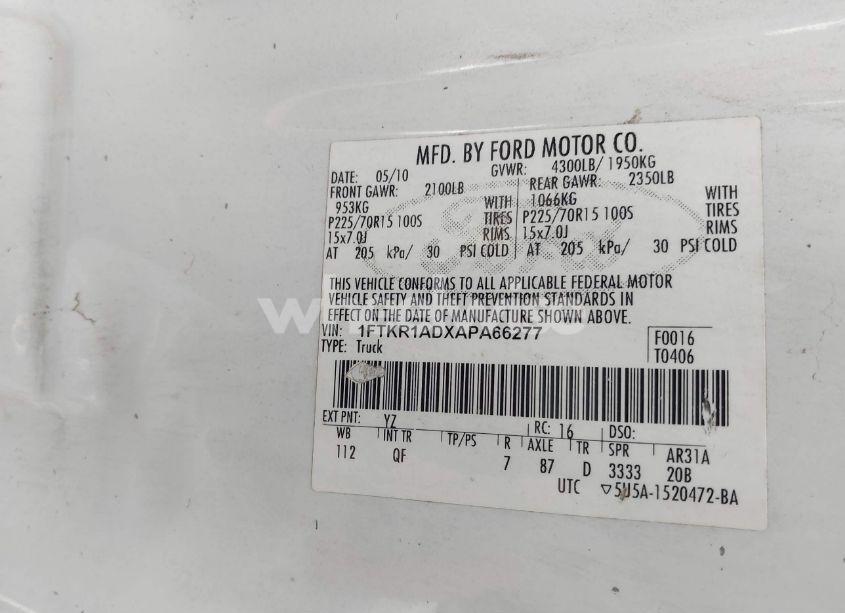 MFD. BY FORD MOTOR CO.
DATE: 05/10 GVWR: 4300LB/ 1950KG
FRONT GAWR: 2100LB REAR GAWR: 2350LB
953KG WITH 1066KG WITH
P225/70R15 100S TIRES P225/70R15 100S TIRES
15x7.0J RIMS 15x7.0J RIMS
AT 205 kPa/ 30 PSI COLD AT 205 kPa/ 30 PSI COLD
THIS VEHICLE CONFORMS TO ALL APPLICABLE FEDERAL MOTOR
VEHICLE SAFETY AND THEFT PREVENTION STANDARDS IN
EFFECT ON THE DATE OF MANUFACTURE SHOWN ABOVE.
VIN: 1FTKR1ADXAPA66277 F0016
TYPE: Truck T0406
EXT PNT: YZ RC: 16 DSO:
WB INT TR TP/PS R AXLE TR SPR AR31A
112 QF 7 87 D 3333 20B
UTC ▽5U5A-1520472-BA